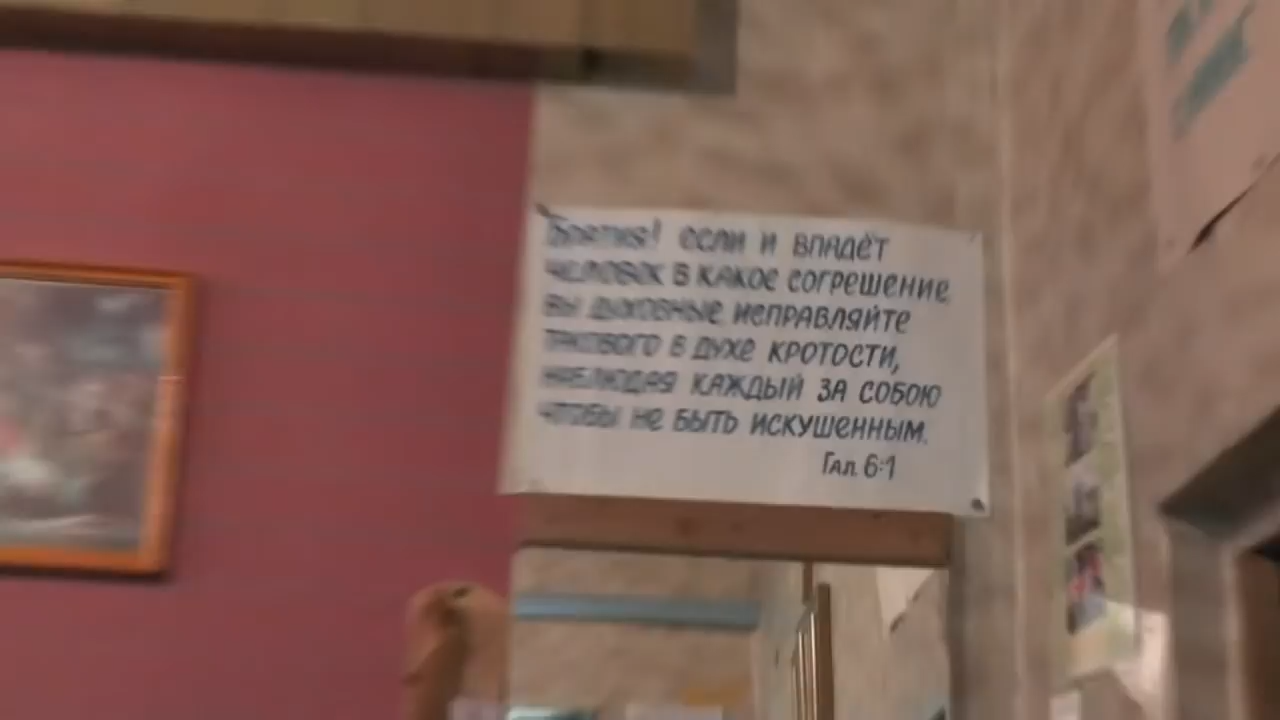 Братия! если и впадёт
человек в какое согрешение
вы духовные исправляйте
такового в духе кротости,
наблюдая каждый за собою
чтобы не быть искушенным.
Гал 6:1